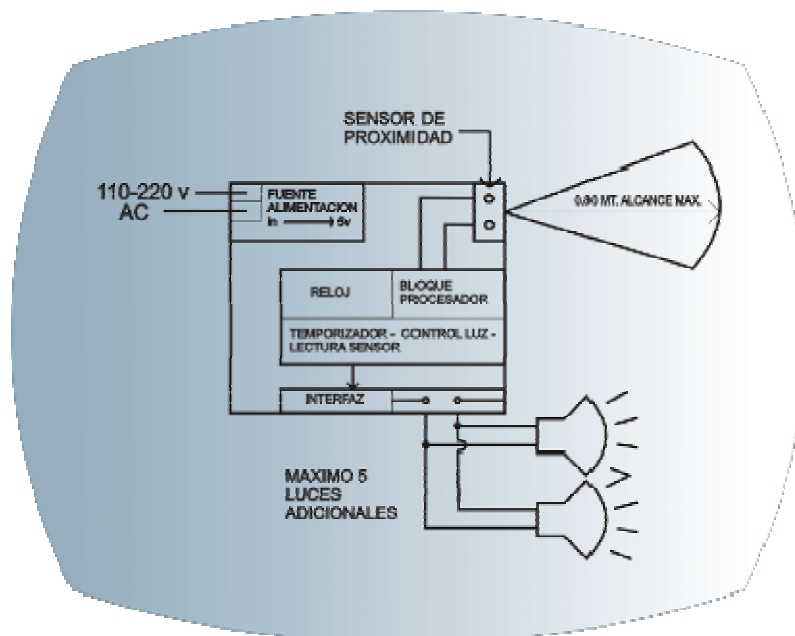 SENSOR DE
PROXIMIDAD
110-220 v
AC
FUENTE
ALIMENTACION
In 5v
0.80 MT. ALCANCE MAX.
RELOJ
BLOQUE
PROCESADOR
TEMPORIZADOR - CONTROL LUZ -
LECTURA SENSOR
INTERFAZ
MAXIMO 5
LUCES
ADICIONALES